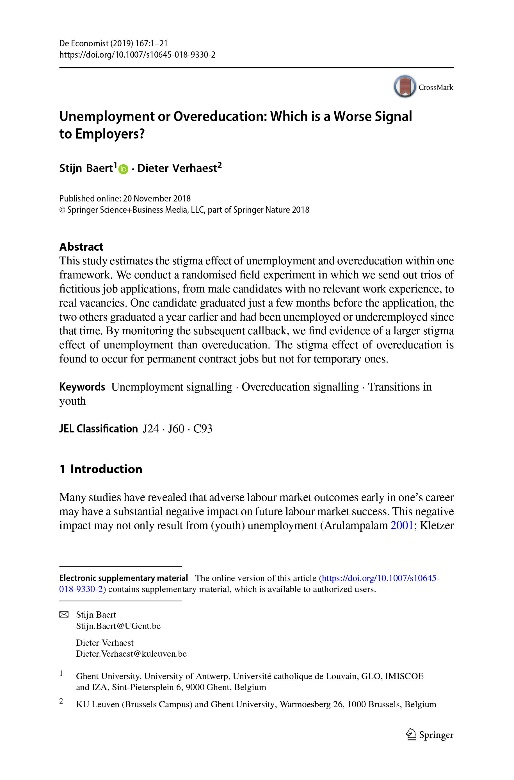 De Economist (2019) 167:1–21
https://doi.org/10.1007/s10645-018-9330-2
CrossMark
Unemployment or Overeducation: Which is a Worse Signal
to Employers?
Stijn Baert1 · Dieter Verhaest2
Published online: 20 November 2018
© Springer Science+Business Media, LLC, part of Springer Nature 2018
Abstract
This study estimates the stigma effect of unemployment and overeducation within one
framework. We conduct a randomised field experiment in which we send out trios of
fictitious job applications, from male candidates with no relevant work experience, to
real vacancies. One candidate graduated just a few months before the application, the
two others graduated a year earlier and had been unemployed or underemployed since
that time. By monitoring the subsequent callback, we find evidence of a larger stigma
effect of unemployment than overeducation. The stigma effect of overeducation is
found to occur for permanent contract jobs but not for temporary ones.
Keywords Unemployment signalling · Overeducation signalling · Transitions in
youth
JEL Classification J24 · J60 · C93
1 Introduction
Many studies have revealed that adverse labour market outcomes early in one's career
may have a substantial negative impact on future labour market success. This negative
impact may not only result from (youth) unemployment (Arulampalam 2001; Kletzer
Electronic supplementary material The online version of this article (https://doi.org/10.1007/s10645-
018-9330-2) contains supplementary material, which is available to authorized users.
Stijn Baert
Stijn.Baert@UGent.be
Dieter Verhaest
Dieter.Verhaest@kuleuven.be
1 Ghent University, University of Antwerp, Université catholique de Louvain, GLO, IMISCOE
and IZA, Sint-Pietersplein 6, 9000 Ghent, Belgium
2 KU Leuven (Brussels Campus) and Ghent University, Warmoesberg 26, 1000 Brussels, Belgium
Springer